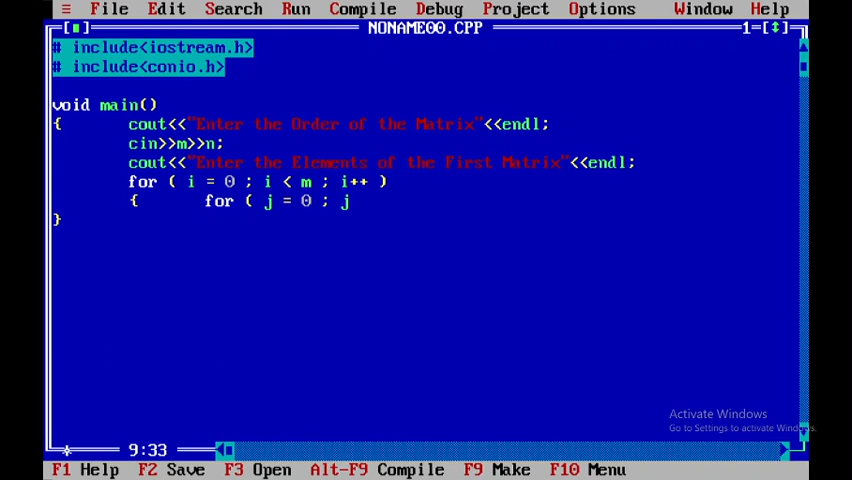 ≡ File Edit Search Run Compile Debug Project Options Window Help
[■] NONAME00.CPP 1=[↕]
# include<iostream.h>
# include<conio.h>
void main()
{ cout<<"Enter the Order of the Matrix"<<endl;
cin>>m>>n;
cout<<"Enter the Elements of the First Matrix"<<endl;
for ( i = 0 ; i < m ; i++ )
{ for ( j = 0 ; j
}
Activate Windows
Go to Settings to activate Windows.
9:33
F1 Help F2 Save F3 Open Alt-F9 Compile F9 Make F10 Menu